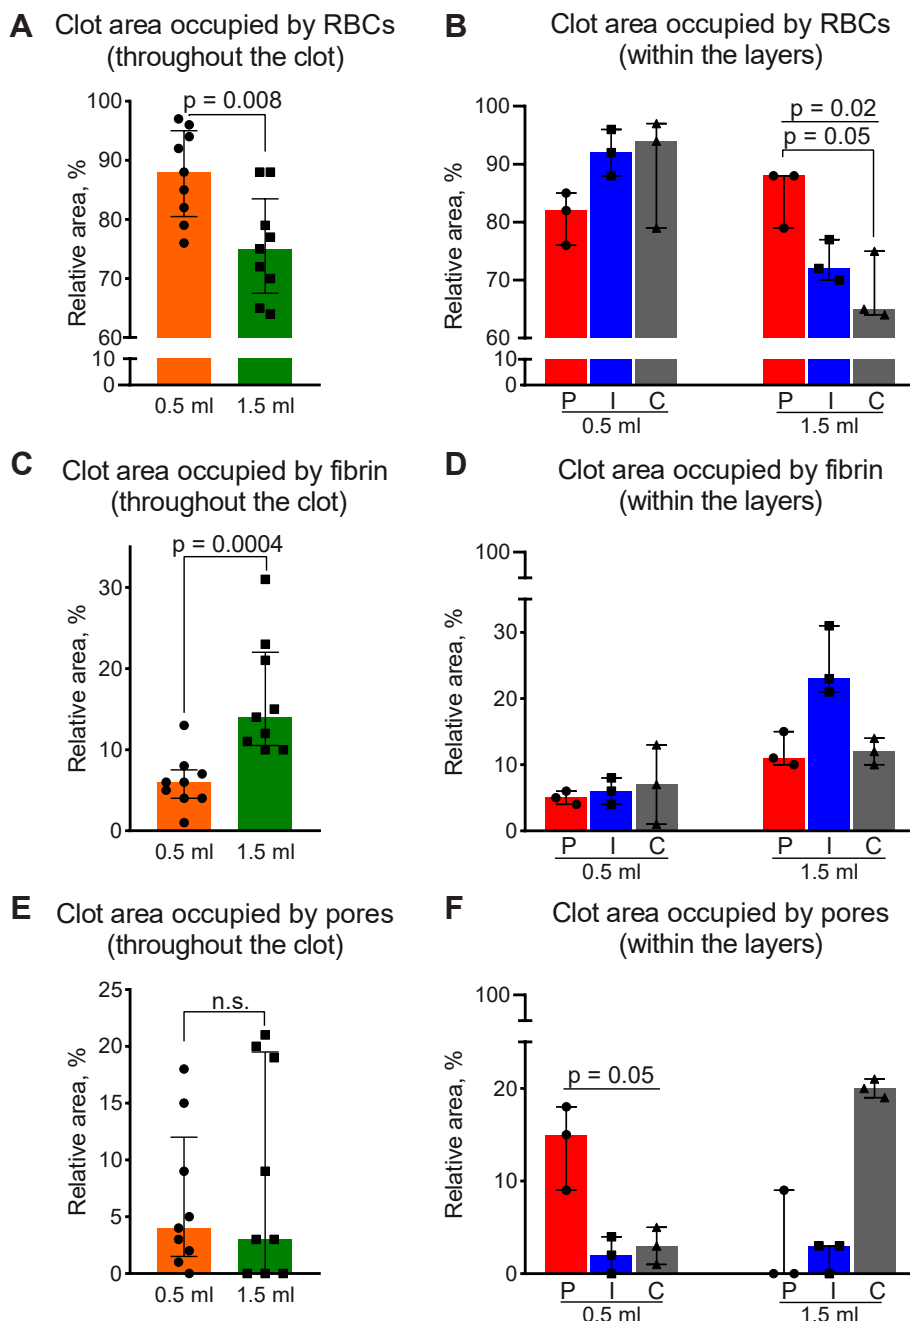 A Clot area occupied by RBCs
(throughout the clot)
p = 0.008
Relative area, %
100
90
80
70
60
10
0
0.5 ml 1.5 ml
B Clot area occupied by RBCs
(within the layers)
p = 0.02
p = 0.05
Relative area, %
100
90
80
70
60
10
0
P I C P I C
0.5 ml 1.5 ml
C Clot area occupied by fibrin
(throughout the clot)
p = 0.0004
Relative area, %
30
20
10
0
0.5 ml 1.5 ml
D Clot area occupied by fibrin
(within the layers)
Relative area, %
100
30
20
10
0
P I C P I C
0.5 ml 1.5 ml
E Clot area occupied by pores
(throughout the clot)
n.s.
Relative area, %
25
20
15
10
5
0
0.5 ml 1.5 ml
F Clot area occupied by pores
(within the layers)
p = 0.05
Relative area, %
100
20
10
0
P I C P I C
0.5 ml 1.5 ml